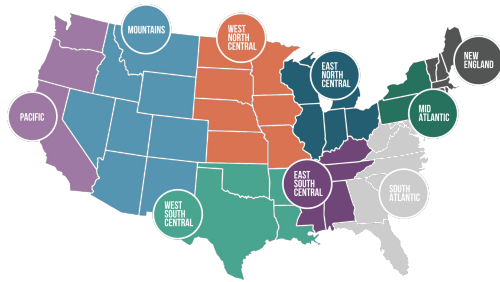 MOUNTAINS
WEST
NORTH
CENTRAL
EAST
NORTH
CENTRAL
NEW
ENGLAND
PACIFIC
MID
ATLANTIC
EAST
SOUTH
CENTRAL
SOUTH
ATLANTIC
WEST
SOUTH
CENTRAL